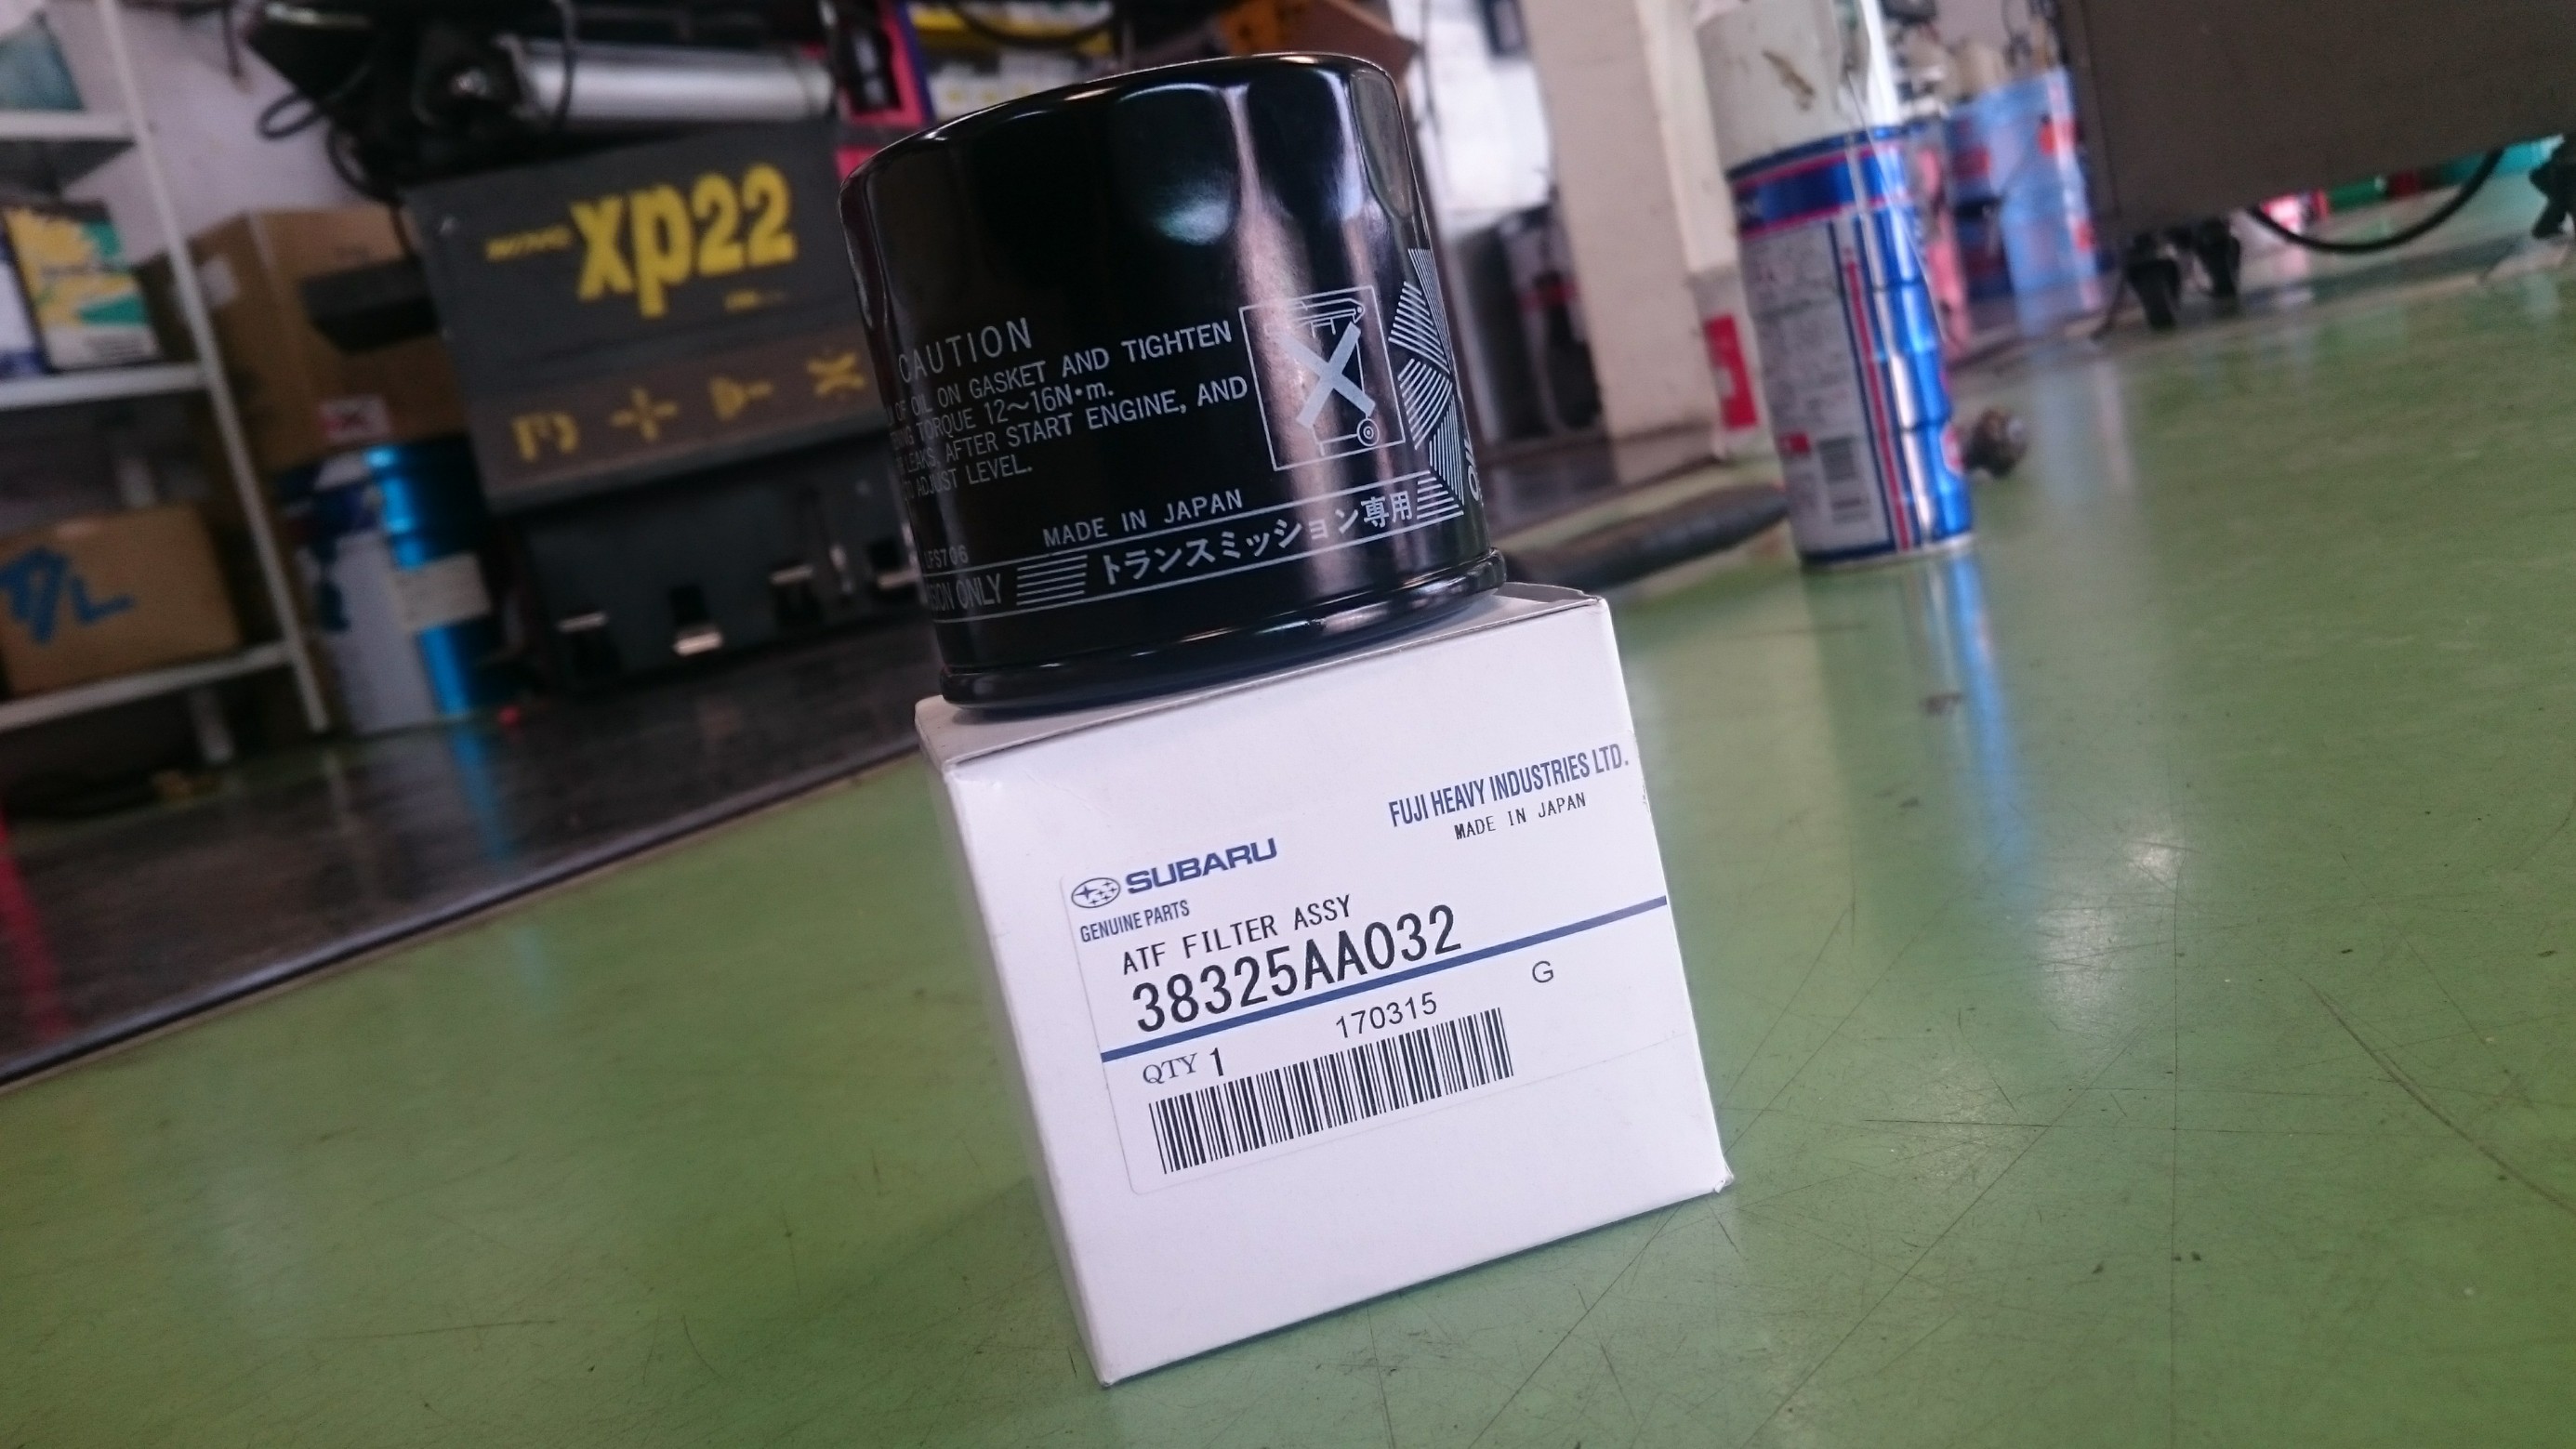 xp22
CAUTION
OF OIL ON GASKET AND TIGHTEN
TORQUE 12～16N･m.
LEAKS AFTER START ENGINE, AND
ADJUST LEVEL.
MADE IN JAPAN
LFS706
ONLY
トランスミッション専用
FUJI HEAVY INDUSTRIES LTD.
MADE IN JAPAN
SUBARU
GENUINE PARTS
ATF FILTER ASSY
38325AA032
G
170315
QTY 1